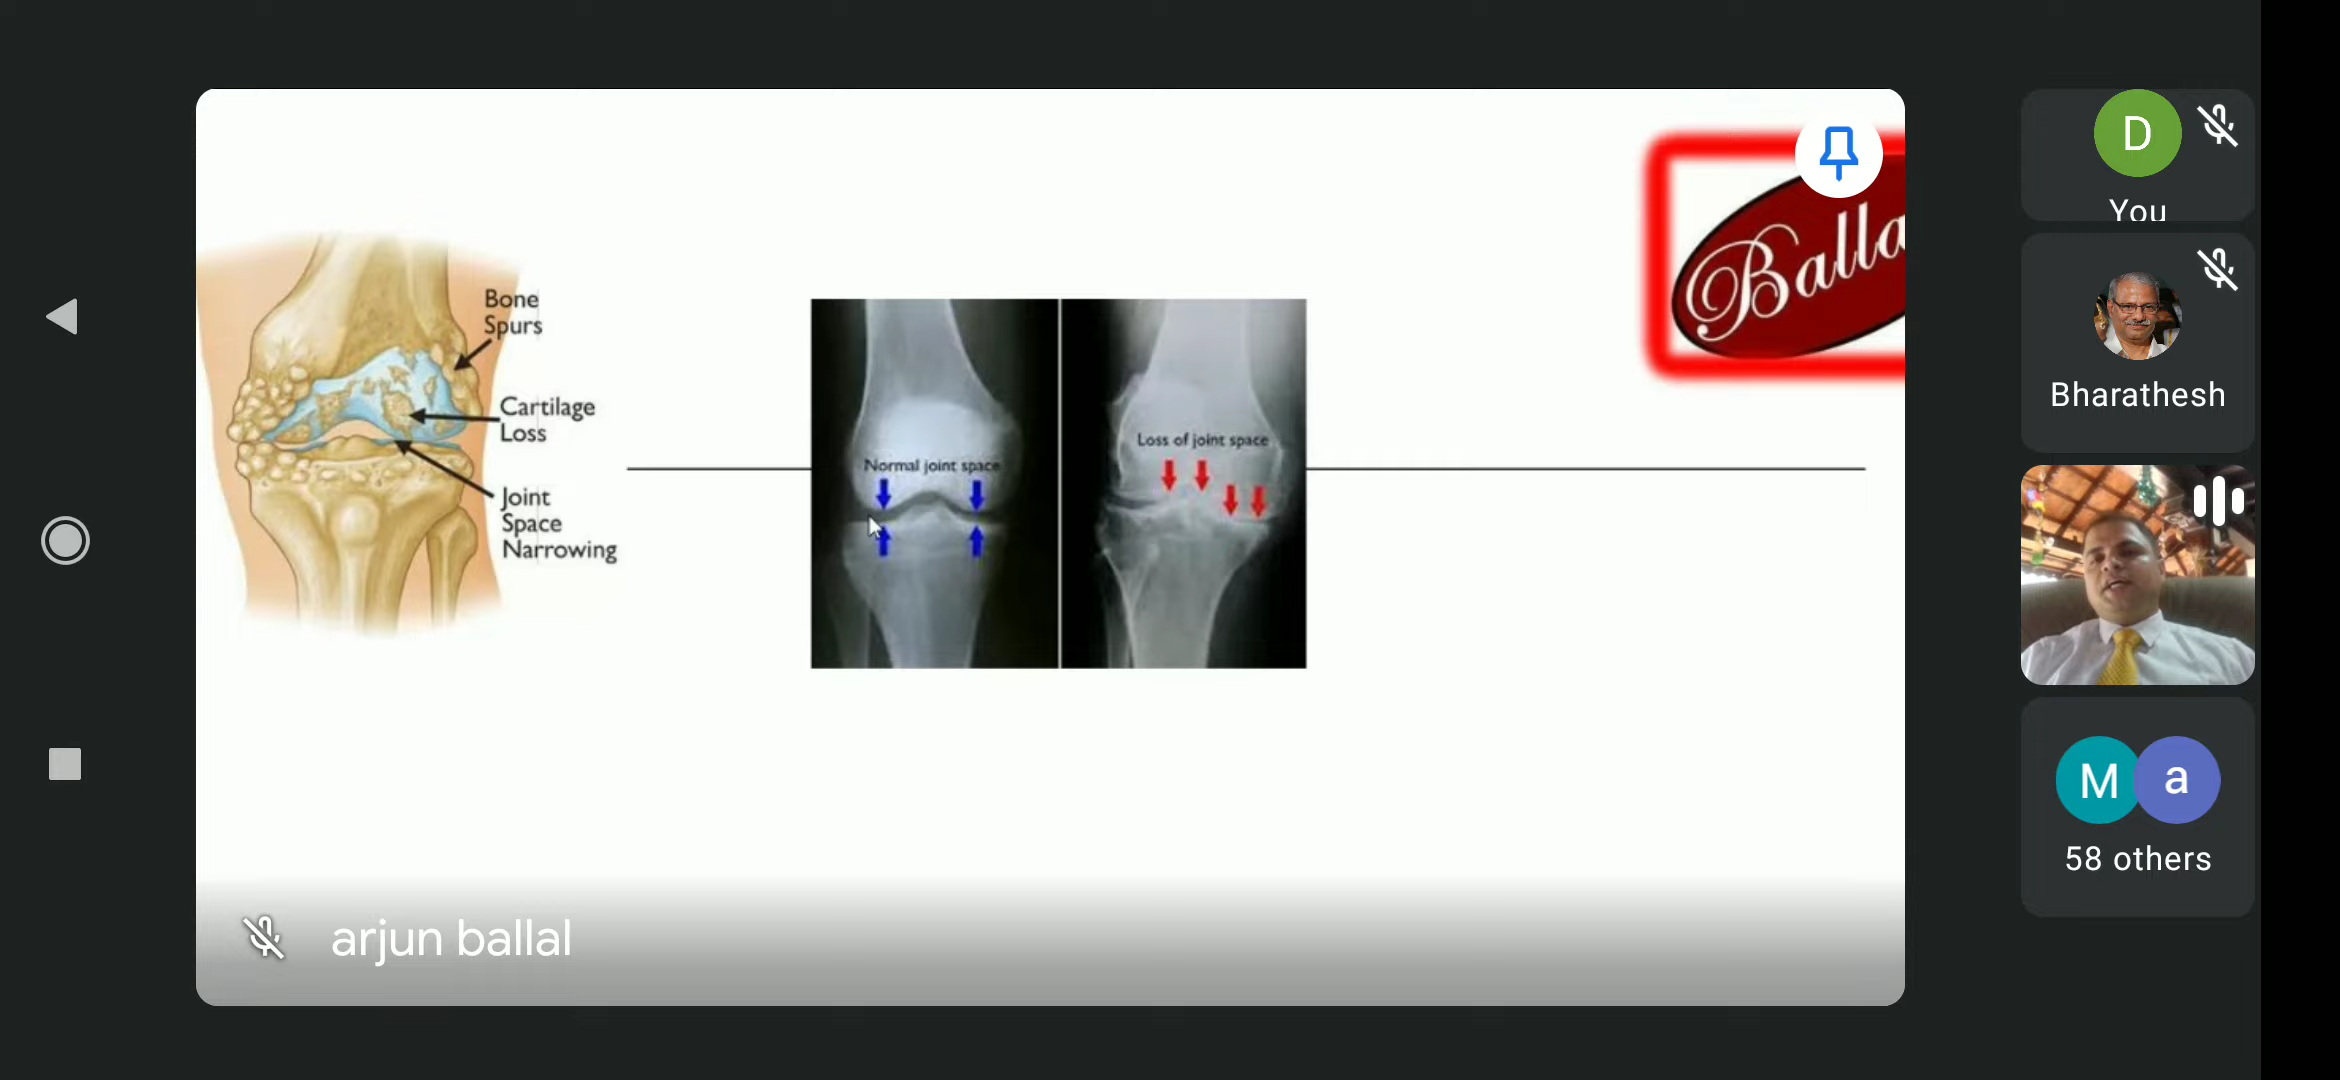 Bone
Spurs
Cartilage
Loss
Joint
Space
Narrowing
Normal joint space
Loss of joint space
Balla
arjun ballal
D
You
Bharathesh
M
a
58 others